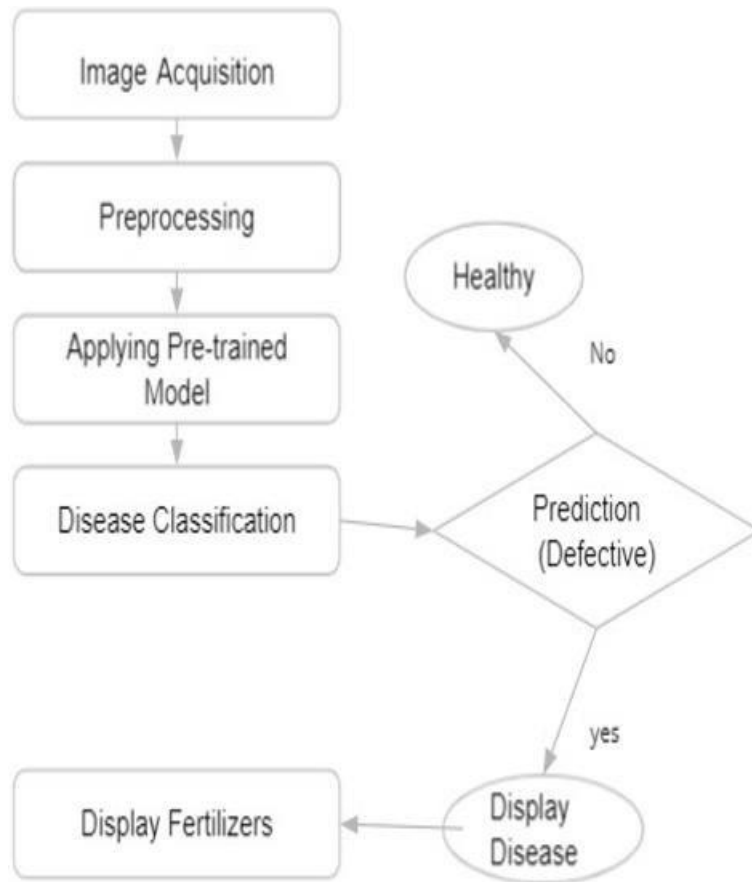 Image Acquisition
Preprocessing
Healthy
Applying Pre-trained
Model
No
Disease Classification
Prediction
(Defective)
yes
Display Fertilizers
Display
Disease